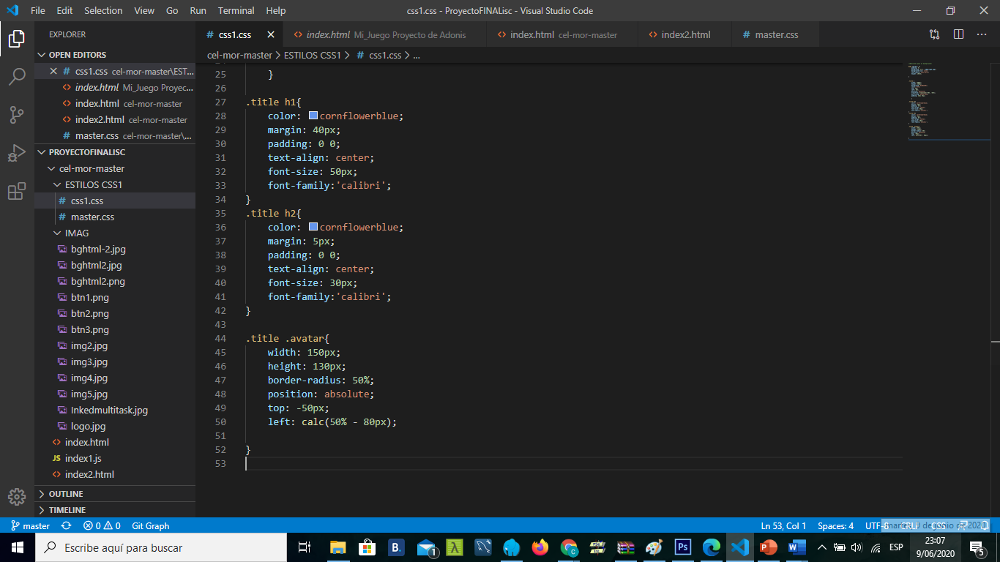 File Edit Selection View Go Run Terminal Help
css1.css - ProyectoFINALisc - Visual Studio Code
EXPLORER
OPEN EDITORS
css1.css cel-mor-master\EST...
index.html Mi_Juego Proyec...
index.html cel-mor-master
index2.html cel-mor-master
master.css cel-mor-master\...
PROYECTOFINALISC
cel-mor-master
ESTILOS CSS1
css1.css
master.css
IMAG
bghtml-2.jpg
bghtml2.jpg
bghtml2.png
btn1.png
btn2.png
btn3.png
img2.jpg
img3.jpg
img4.jpg
img5.jpg
Inkedmultitask.jpg
logo.jpg
index.html
JS index1.js
index2.html
OUTLINE
TIMELINE
# css1.css
index.html Mi_Juego Proyecto de Adonis
index.html cel-mor-master
index2.html
# master.css
cel-mor-master > ESTILOS CSS1 > # css1.css > ...
25 }
26
27 .title h1{
28 color: cornflowerblue;
29 margin: 40px;
30 padding: 0 0;
31 text-align: center;
32 font-size: 50px;
33 font-family:'calibri';
34 }
35 .title h2{
36 color: cornflowerblue;
37 margin: 5px;
38 padding: 0 0;
39 text-align: center;
40 font-size: 30px;
41 font-family:'calibri';
42 }
43
44 .title .avatar{
45 width: 150px;
46 height: 130px;
47 border-radius: 50%;
48 position: absolute;
49 top: -50px;
50 left: calc(50% - 80px);
51
52 }
53
master
0 0
Git Graph
Ln 53, Col 1 Spaces: 4 UTF-8 CRLF CSS
Escribe aquí para buscar
B.
1
Ps
ESP
23:07
9/06/2020
5